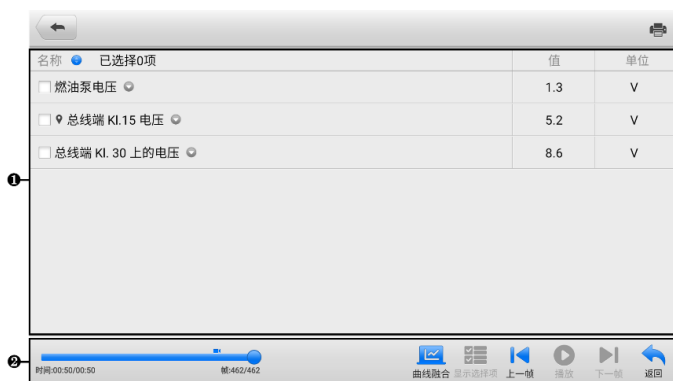 名称 已选择0项 值 单位
燃油泵电压 1.3 V
总线端 Kl.15 电压 5.2 V
总线端 Kl. 30 上的电压 8.6 V
❶
❷
时间:00:50/00:50 帧:462/462
曲线融合 显示选择项 上一帧 播放 下一帧 返回